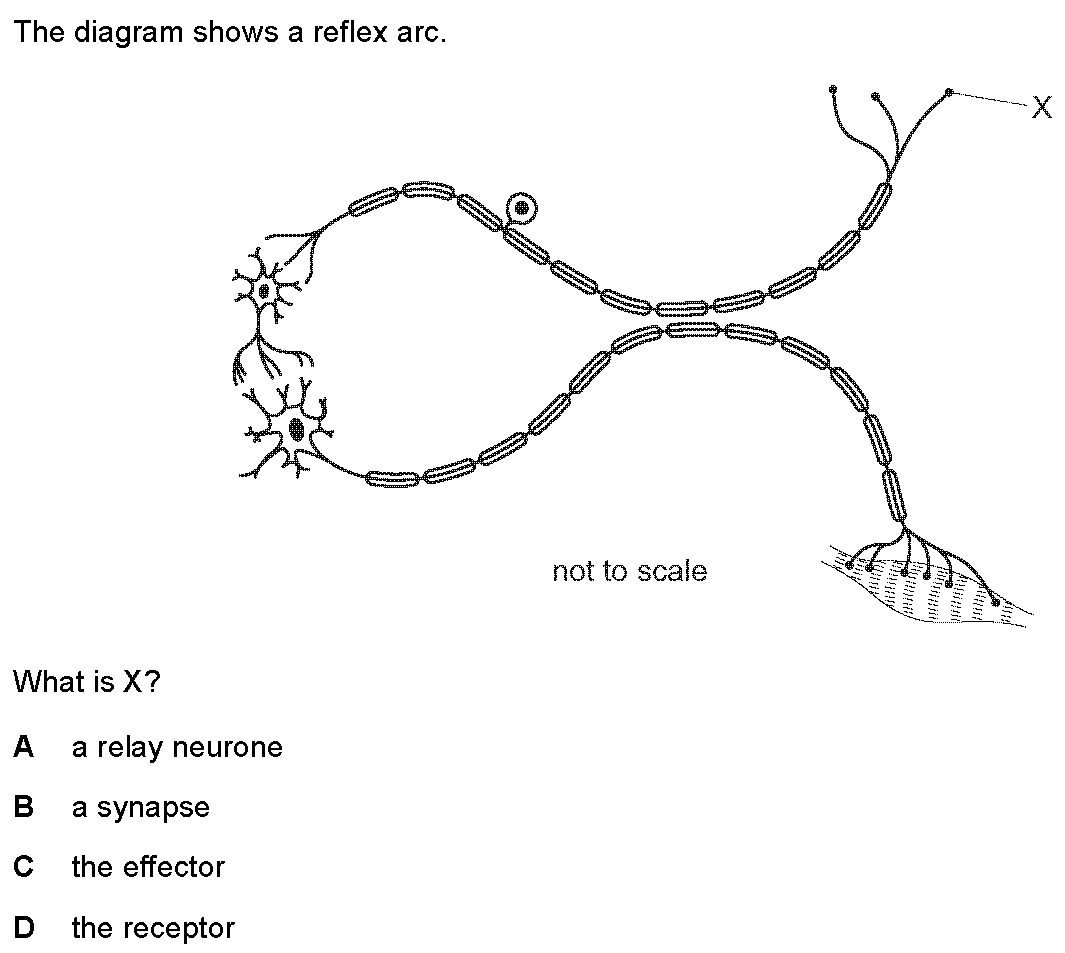 The diagram shows a reflex arc.
X
not to scale
What is X?
A a relay neurone
B a synapse
C the effector
D the receptor